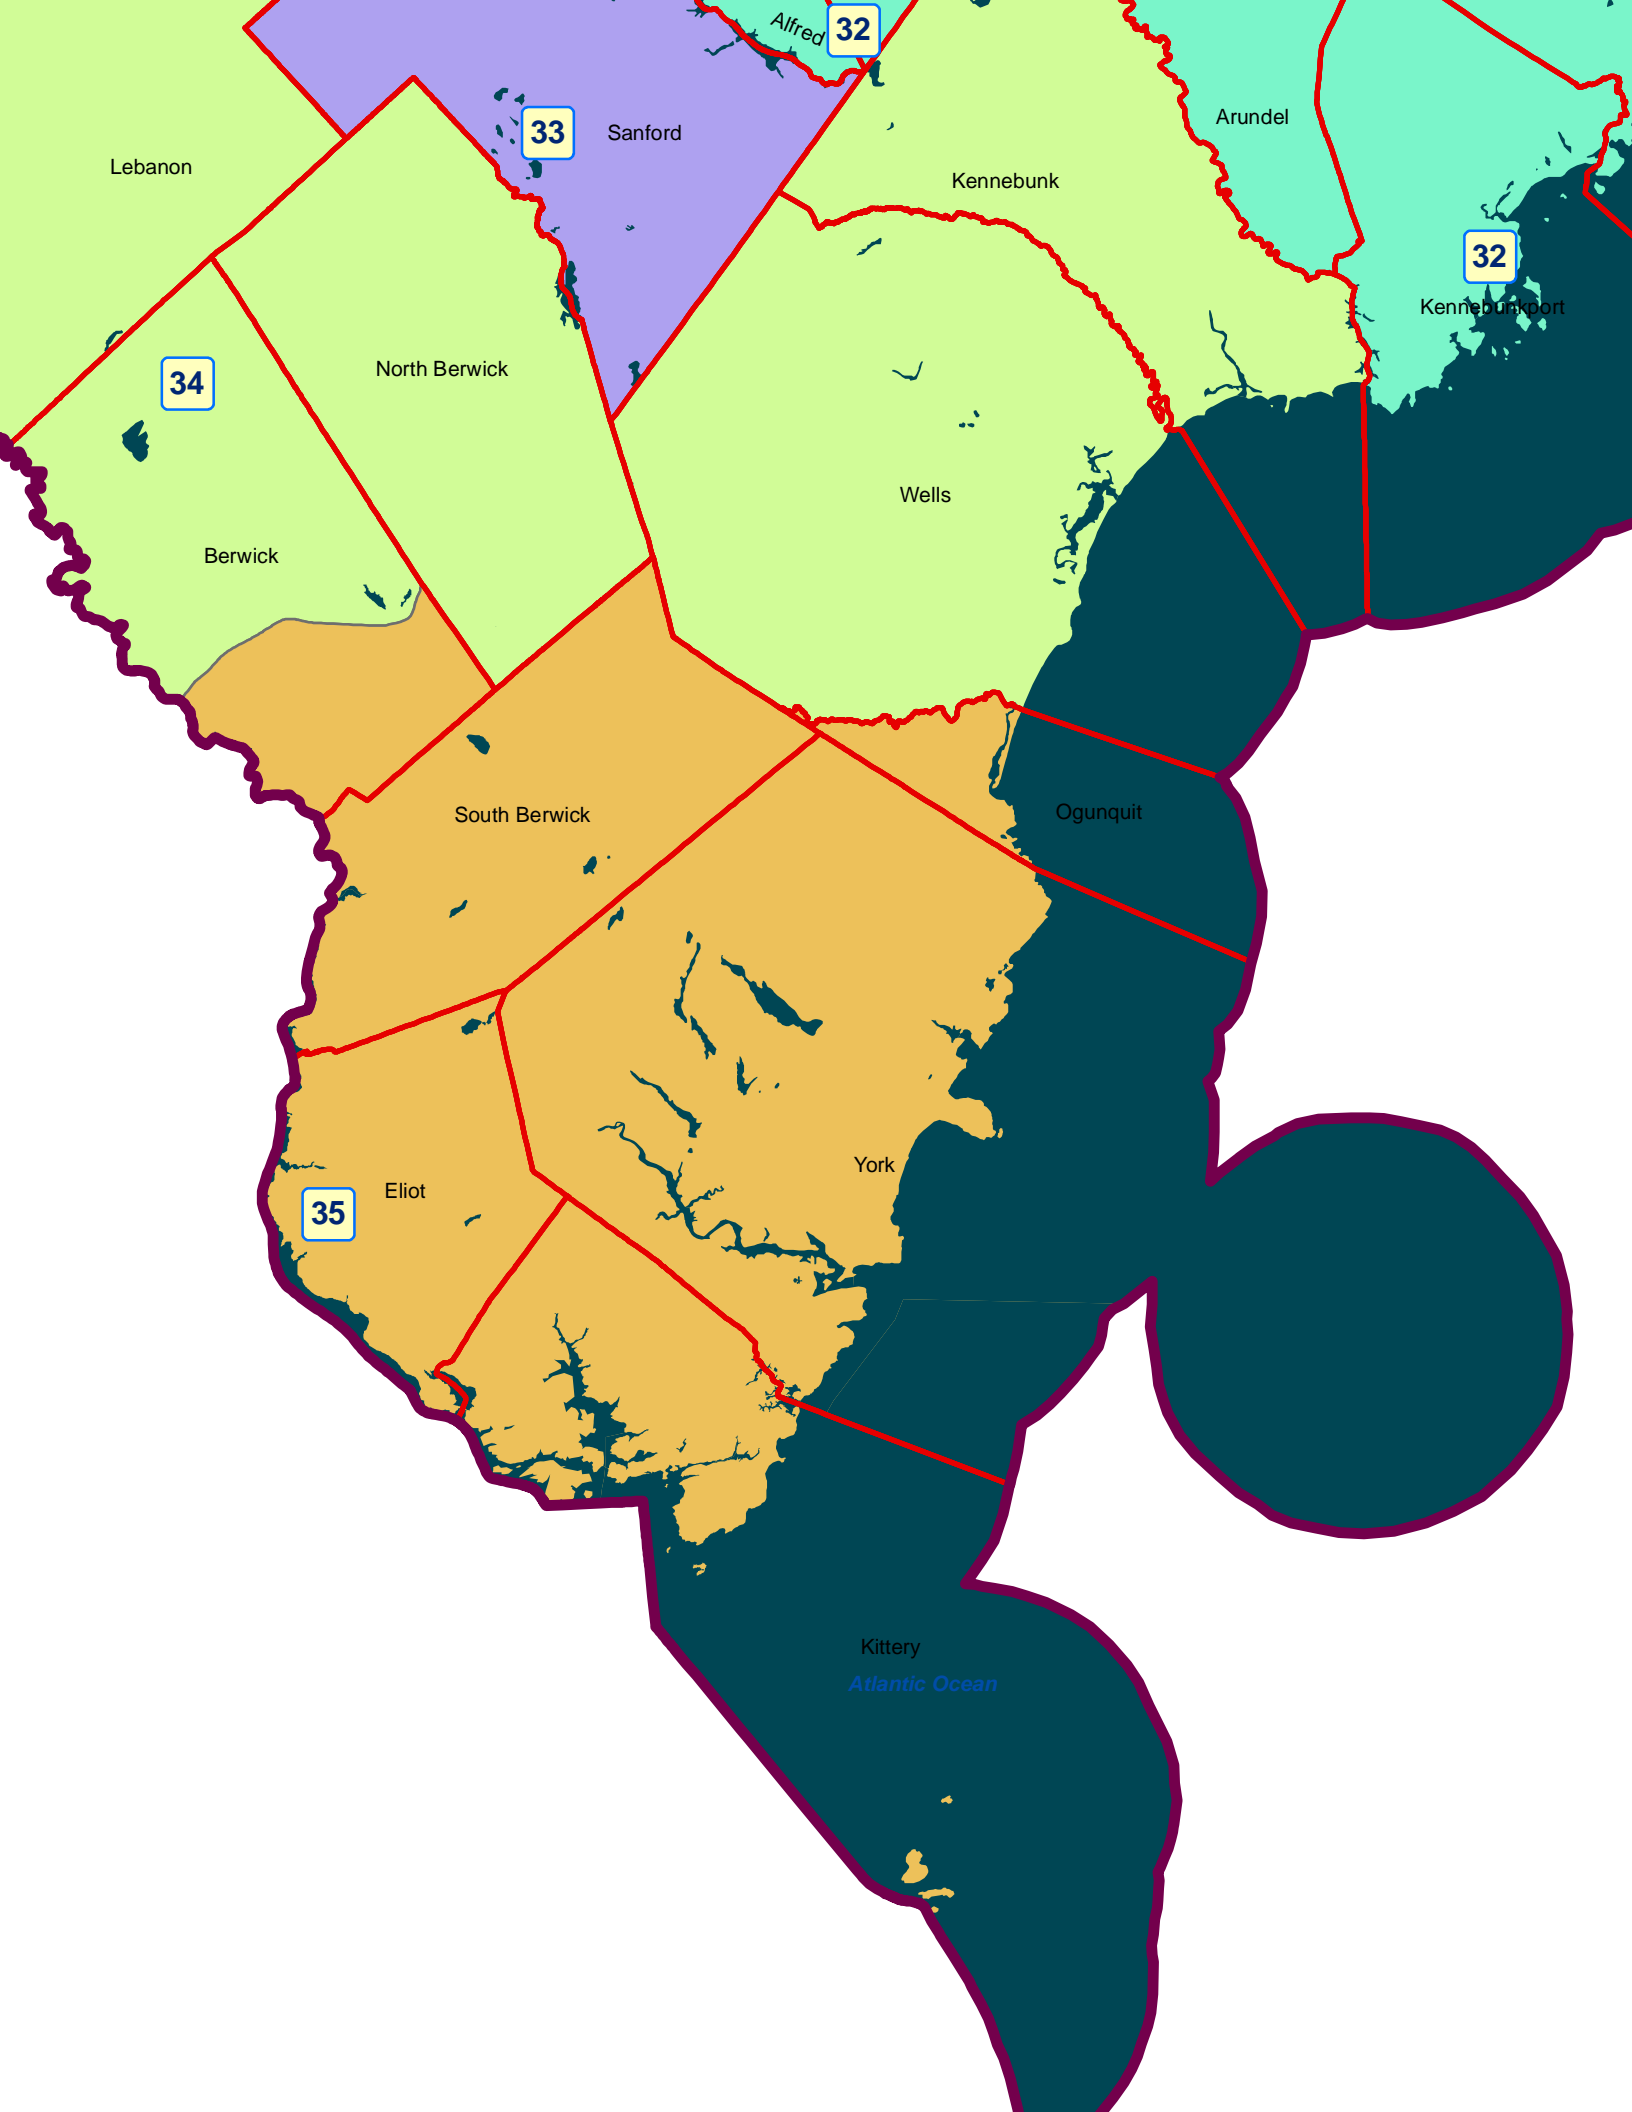 Alfred
32
33
Sanford
Arundel
Lebanon
Kennebunk
32
Kennebunkport
North Berwick
34
Wells
Berwick
Ogunquit
South Berwick
York
Eliot
35
Kittery
Atlantic Ocean